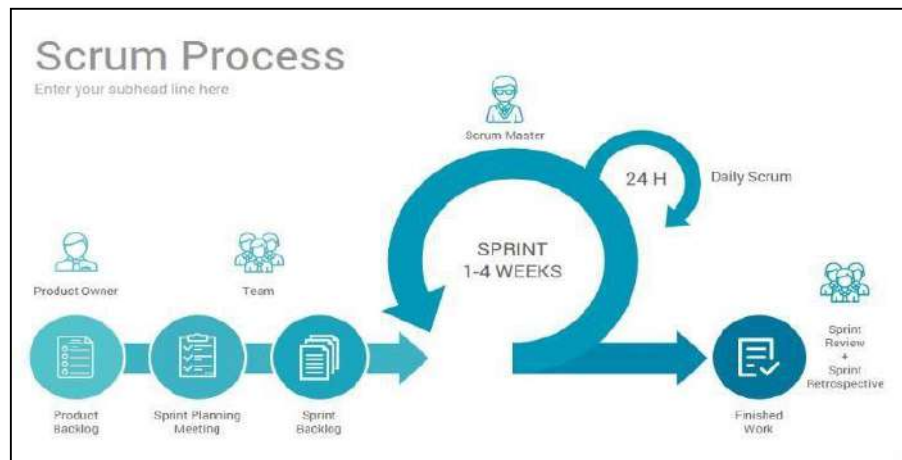 Scrum Process
Enter your subhead line here
Scrum Master
24 H
Daily Scrum
SPRINT
1-4 WEEKS
Product Owner
Team
Sprint
Review
+
Sprint
Retrospective
Product
Backlog
Sprint Planning
Meeting
Sprint
Backlog
Finished
Work